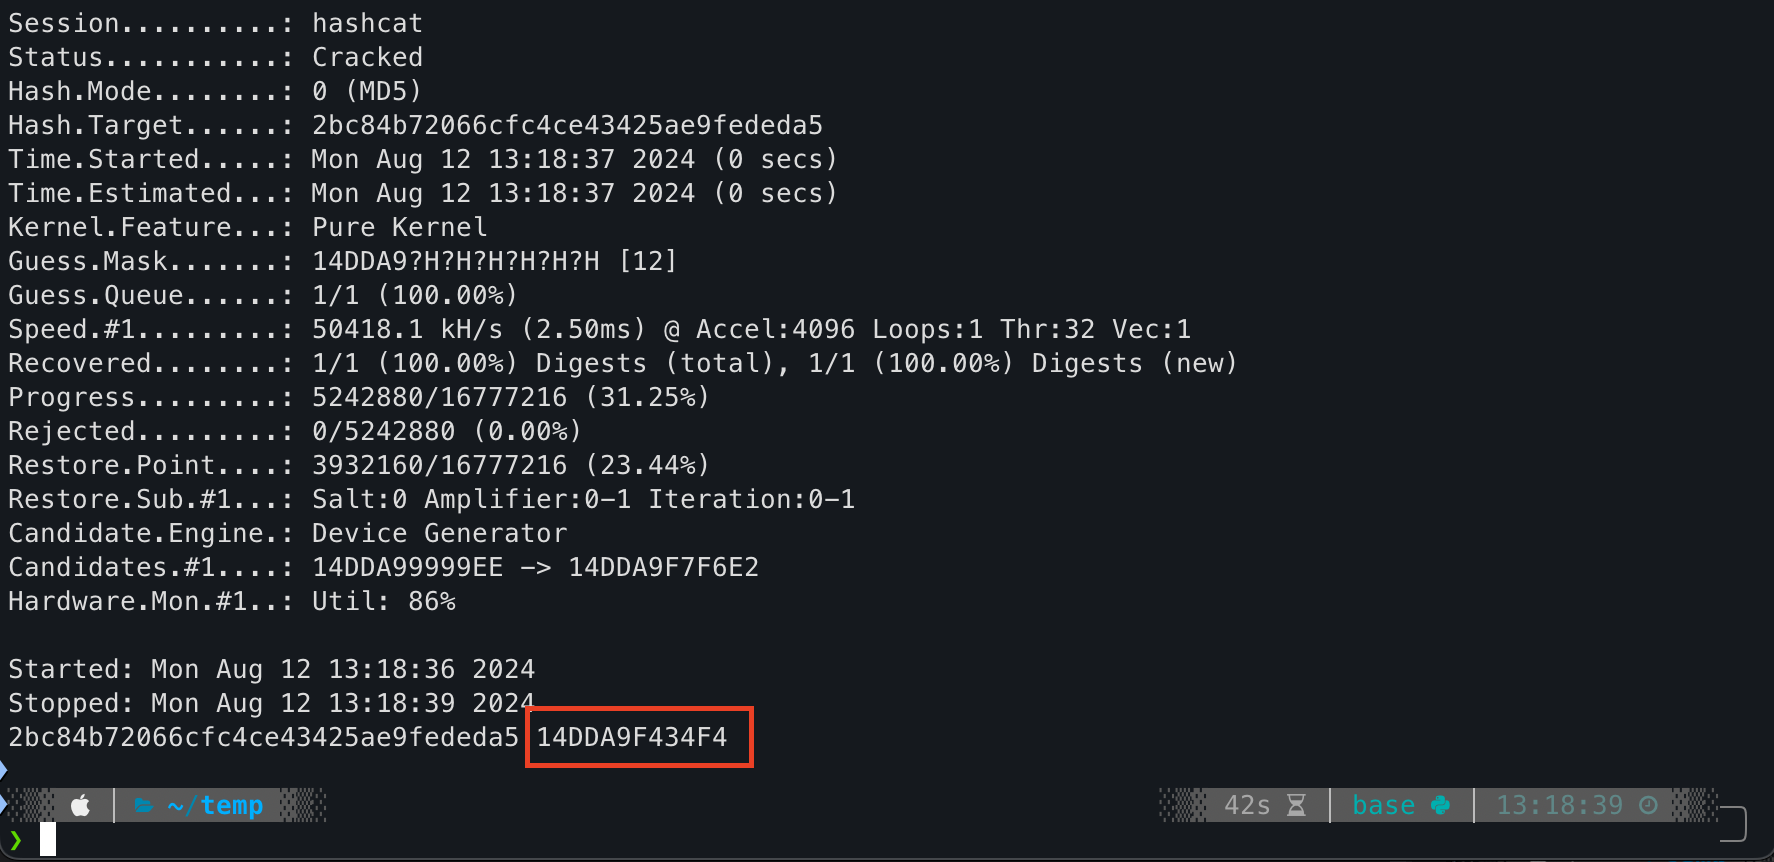 Session..........: hashcat
Status...........: Cracked
Hash.Mode........: 0 (MD5)
Hash.Target......: 2bc84b72066cfc4ce43425ae9fededa5
Time.Started.....: Mon Aug 12 13:18:37 2024 (0 secs)
Time.Estimated...: Mon Aug 12 13:18:37 2024 (0 secs)
Kernel.Feature...: Pure Kernel
Guess.Mask.......: 14DDA9?H?H?H?H?H?H [12]
Guess.Queue......: 1/1 (100.00%)
Speed.#1.........: 50418.1 kH/s (2.50ms) @ Accel:4096 Loops:1 Thr:32 Vec:1
Recovered........: 1/1 (100.00%) Digests (total), 1/1 (100.00%) Digests (new)
Progress.........: 5242880/16777216 (31.25%)
Rejected.........: 0/5242880 (0.00%)
Restore.Point....: 3932160/16777216 (23.44%)
Restore.Sub.#1...: Salt:0 Amplifier:0-1 Iteration:0-1
Candidate.Engine.: Device Generator
Candidates.#1....: 14DDA99999EE -> 14DDA9F7F6E2
Hardware.Mon.#1..: Util: 86%
Started: Mon Aug 12 13:18:36 2024
Stopped: Mon Aug 12 13:18:39 2024
2bc84b72066cfc4ce43425ae9fededa5 14DDA9F434F4
~/temp 42s base 13:18:39
❯